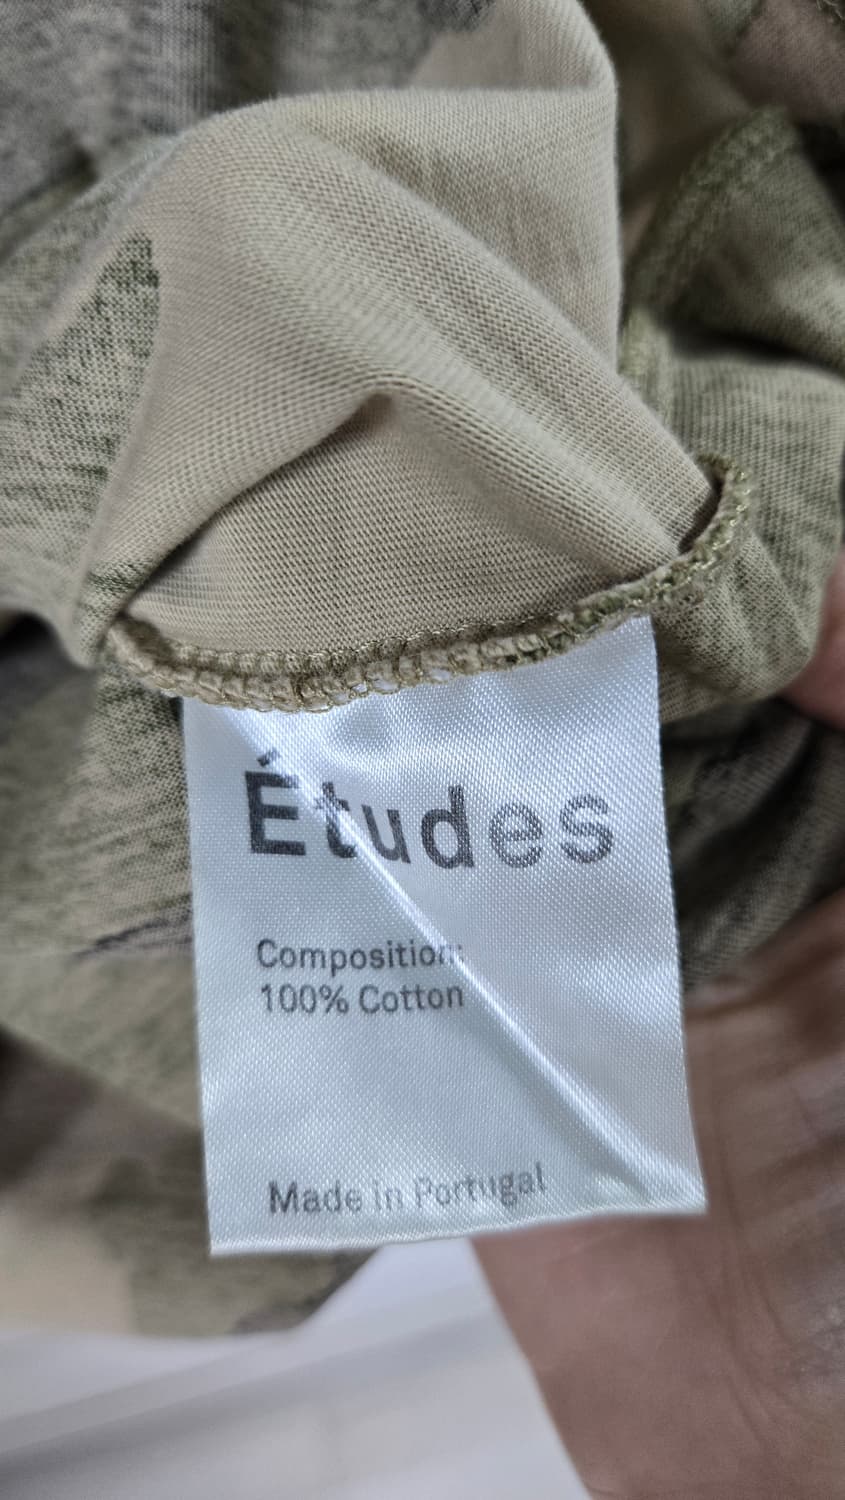 Études
Composition:
100% Cotton
Made in Portugal